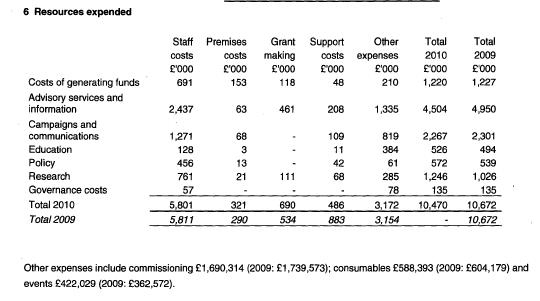 6 Resources expended
Staff Premises Grant Support Other Total Total
costs costs making costs expenses 2010 2009
£'000 £'000 £'000 £'000 £'000 £'000 £'000
Costs of generating funds 691 153 118 48 210 1,220 1,227
Advisory services and
information 2,437 63 461 208 1,335 4,504 4,950
Campaigns and
communications 1,271 68 - 109 819 2,267 2,301
Education 128 3 - 11 384 526 494
Policy 456 13 - 42 61 572 539
Research 761 21 111 68 285 1,246 1,026
Governance costs 57 - - - 78 135 135
Total 2010 5,801 321 690 486 3,172 10,470 10,672
Total 2009 5,811 290 534 883 3,154 - 10,672
Other expenses include commissioning £1,690,314 (2009: £1,739,573); consumables £588,393 (2009: £604,179) and
events £422,029 (2009: £362,572).